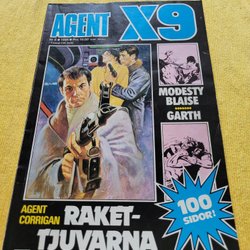 AGENT X9
MODESTY
BLAISE
GARTH
AGENT
CORRIGAN
RAKET-
TJUVARNA
100
SIDOR!